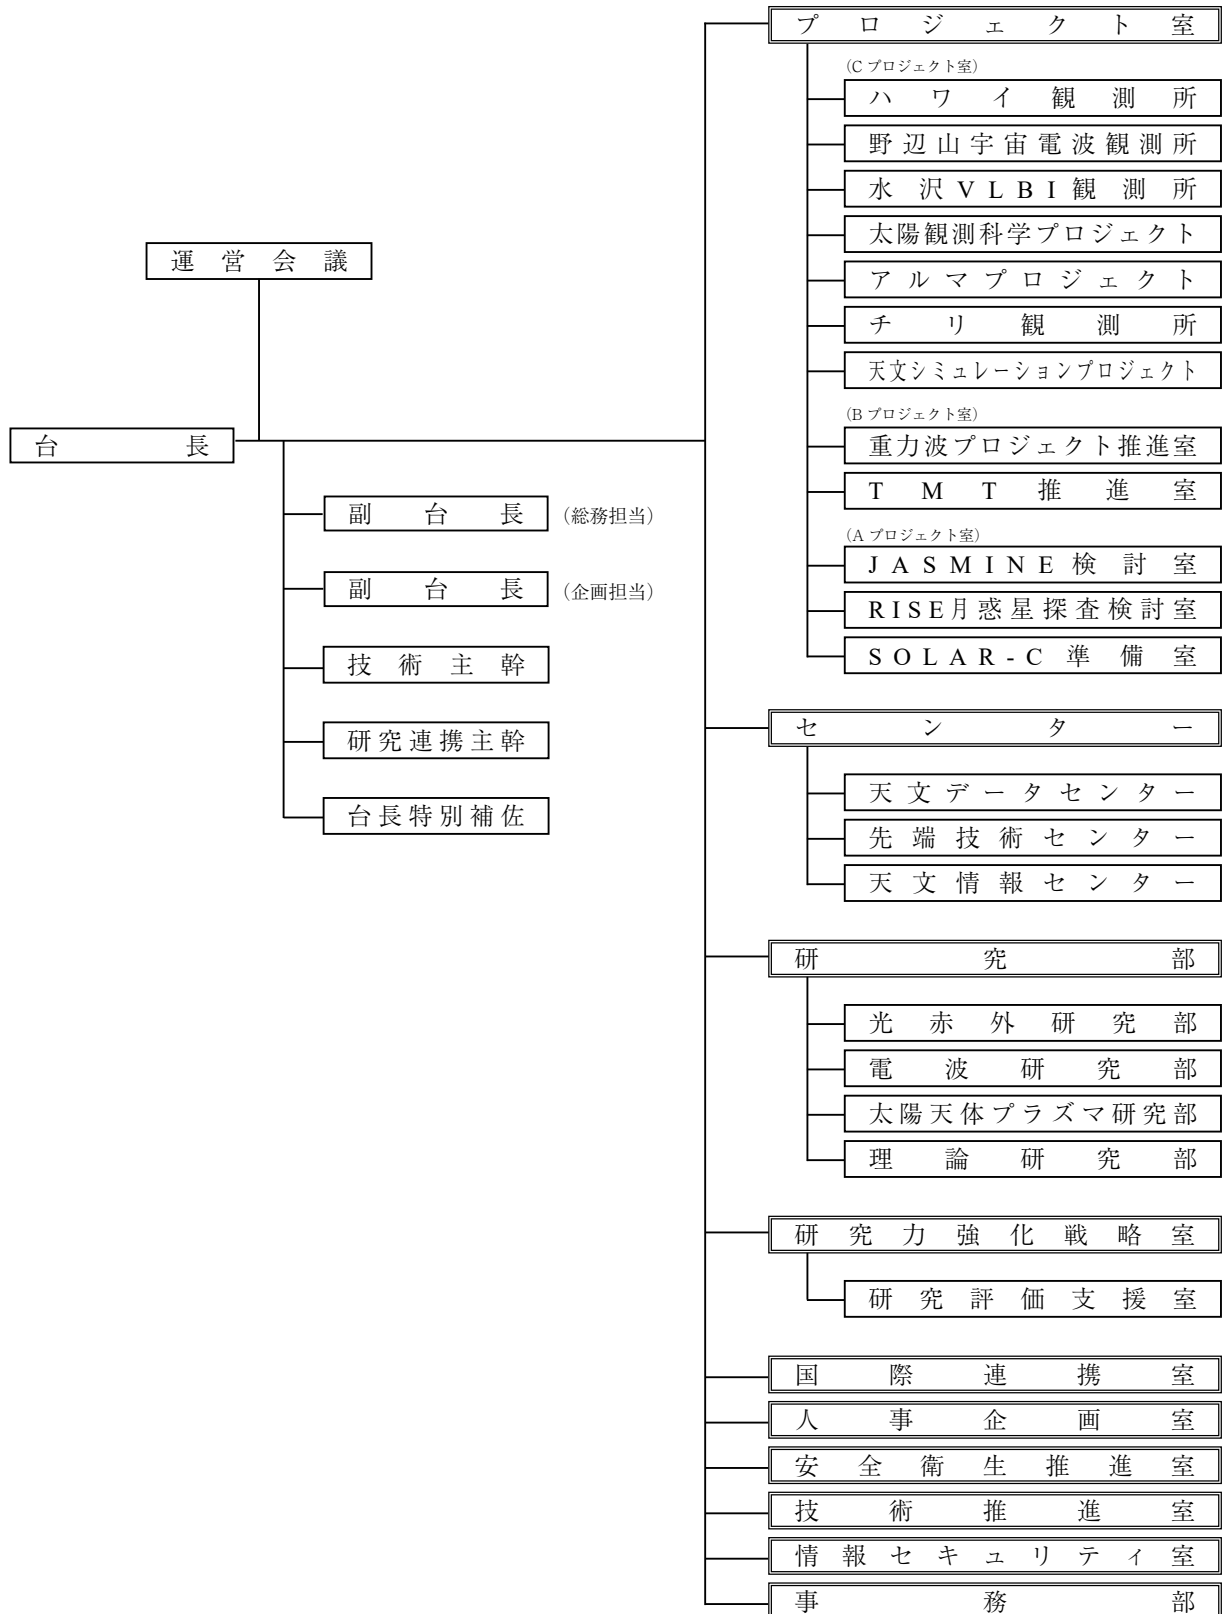 運営会議
台長
副台長 (総務担当)
副台長 (企画担当)
技術主幹
研究連携主幹
台長特別補佐
プロジェクト室
(C プロジェクト室)
ハワイ観測所
野辺山宇宙電波観測所
水沢VLBI観測所
太陽観測科学プロジェクト
アルマプロジェクト
チリ観測所
天文シミュレーションプロジェクト
(B プロジェクト室)
重力波プロジェクト推進室
TMT推進室
(A プロジェクト室)
JASMINE検討室
RISE月惑星探査検討室
SOLAR-C準備室
センター
天文データセンター
先端技術センター
天文情報センター
研究部
光赤外研究部
電波研究部
太陽天体プラズマ研究部
理論研究部
研究力強化戦略室
研究評価支援室
国際連携室
人事企画室
安全衛生推進室
技術推進室
情報セキュリティ室
事務部